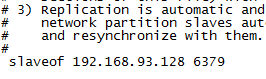 # 3) Replication is automatic and
# network partition slaves aut
# and resynchronize with them.
#
slaveof 192.168.93.128 6379